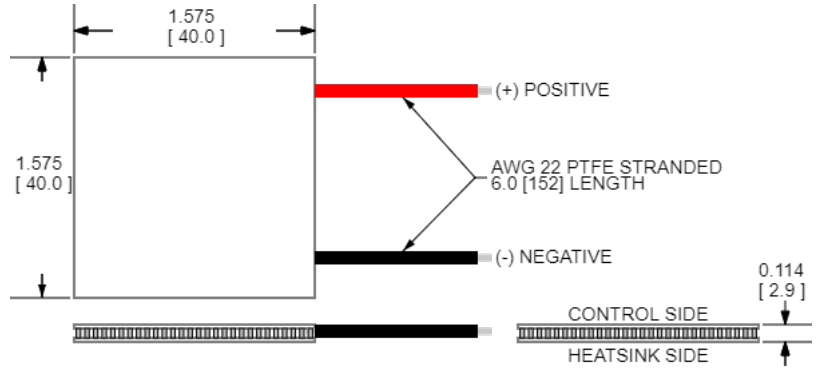 1.575
[ 40.0 ]
(+) POSITIVE
1.575
[ 40.0 ]
AWG 22 PTFE STRANDED
6.0 [152] LENGTH
(-) NEGATIVE
0.114
[ 2.9 ]
CONTROL SIDE
HEATSINK SIDE